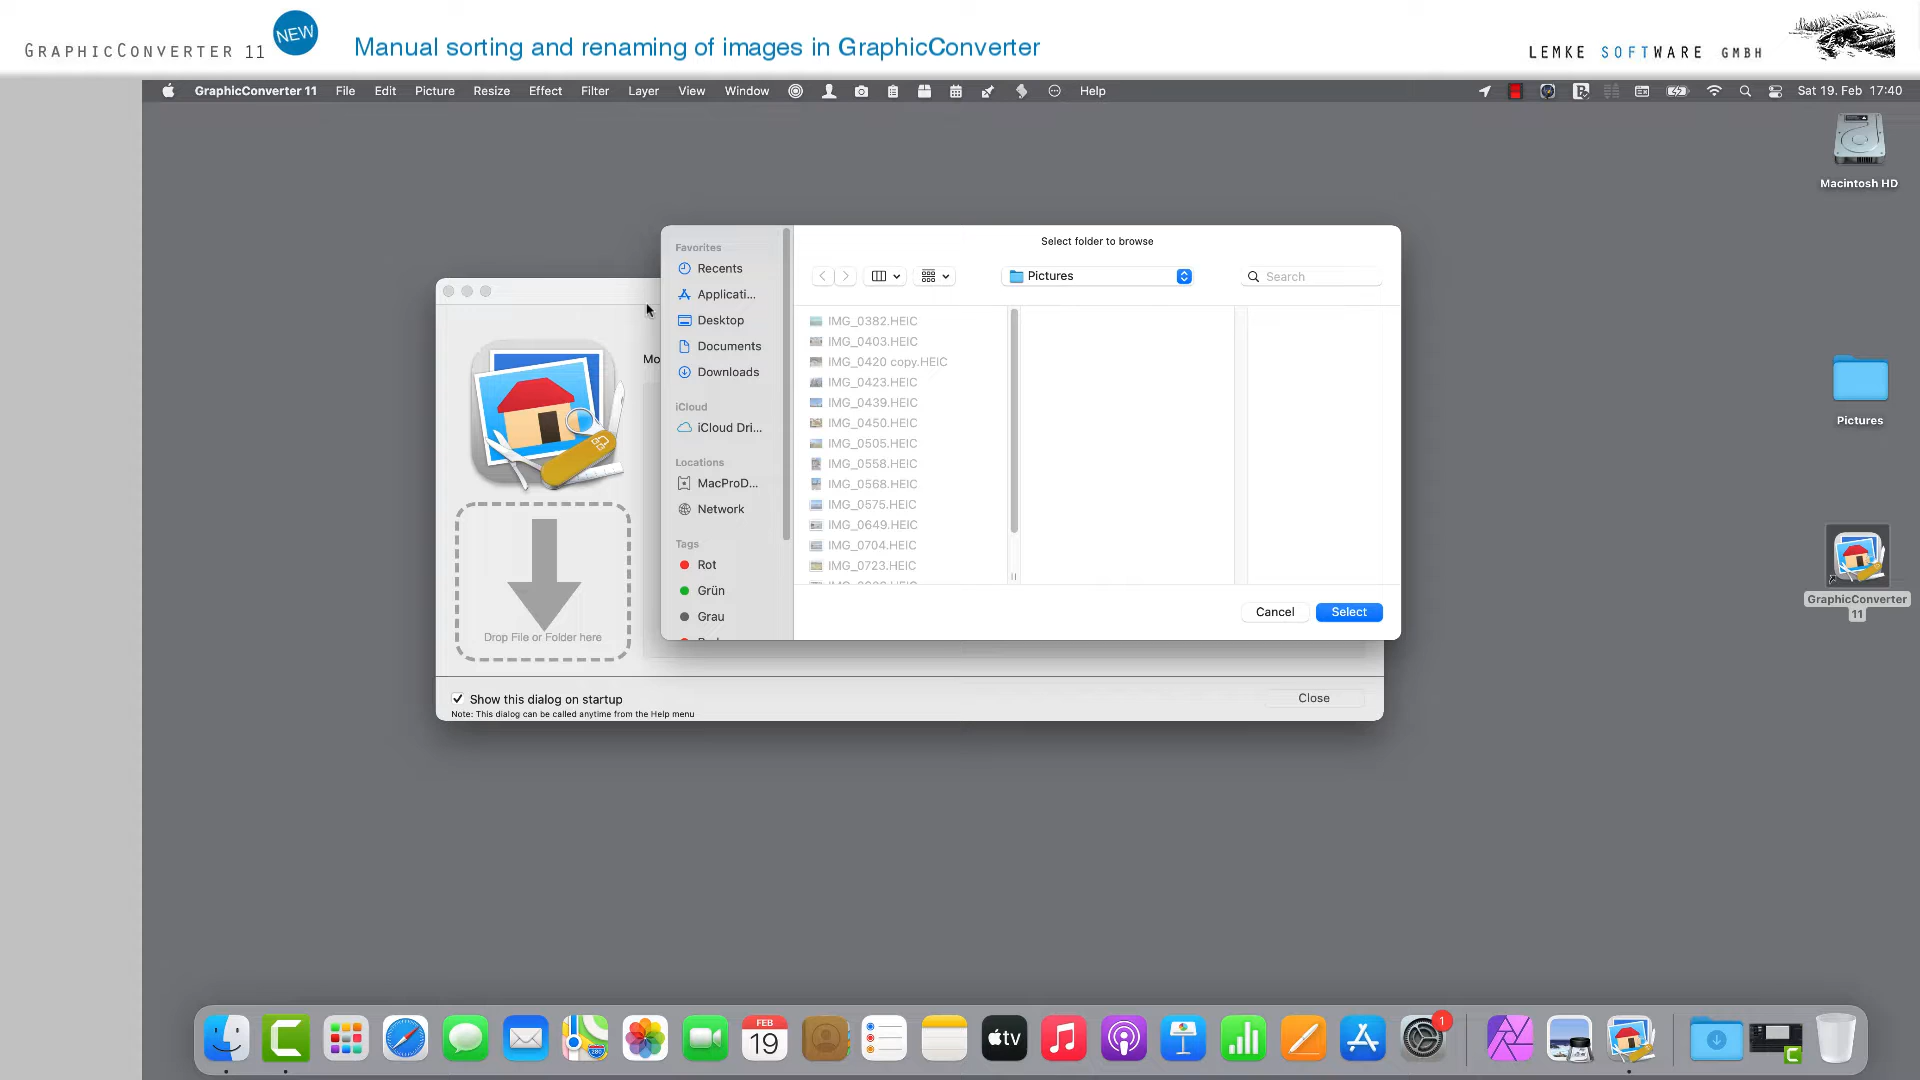 GRAPHICCONVERTER 11
NEW
Manual sorting and renaming of images in GraphicConverter
LEMKE SOFTWARE GMBH
GraphicConverter 11 File Edit Picture Resize Effect Filter Layer View Window Help
Sat 19. Feb 17:40
Macintosh HD
Pictures
GraphicConverter
11
Select folder to browse
Pictures
Search
Favorites
Recents
Applicati...
Desktop
Documents
Downloads
iCloud
iCloud Dri...
Locations
MacProD...
Network
Tags
Rot
Grün
Grau
IMG_0382.HEIC
IMG_0403.HEIC
IMG_0420 copy.HEIC
IMG_0423.HEIC
IMG_0439.HEIC
IMG_0450.HEIC
IMG_0505.HEIC
IMG_0558.HEIC
IMG_0568.HEIC
IMG_0575.HEIC
IMG_0649.HEIC
IMG_0704.HEIC
IMG_0723.HEIC
Cancel
Select
Mo
Drop File or Folder here
Show this dialog on startup
Note: This dialog can be called anytime from the Help menu
Close
280
FEB
19
tv
1